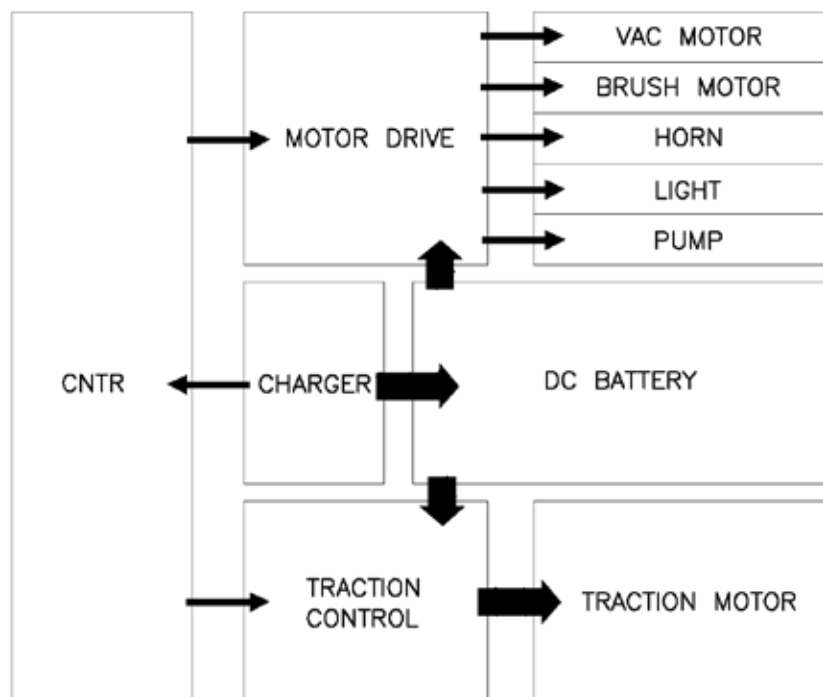 VAC MOTOR
BRUSH MOTOR
MOTOR DRIVE
HORN
LIGHT
PUMP
CNTR
CHARGER
DC BATTERY
TRACTION
CONTROL
TRACTION MOTOR